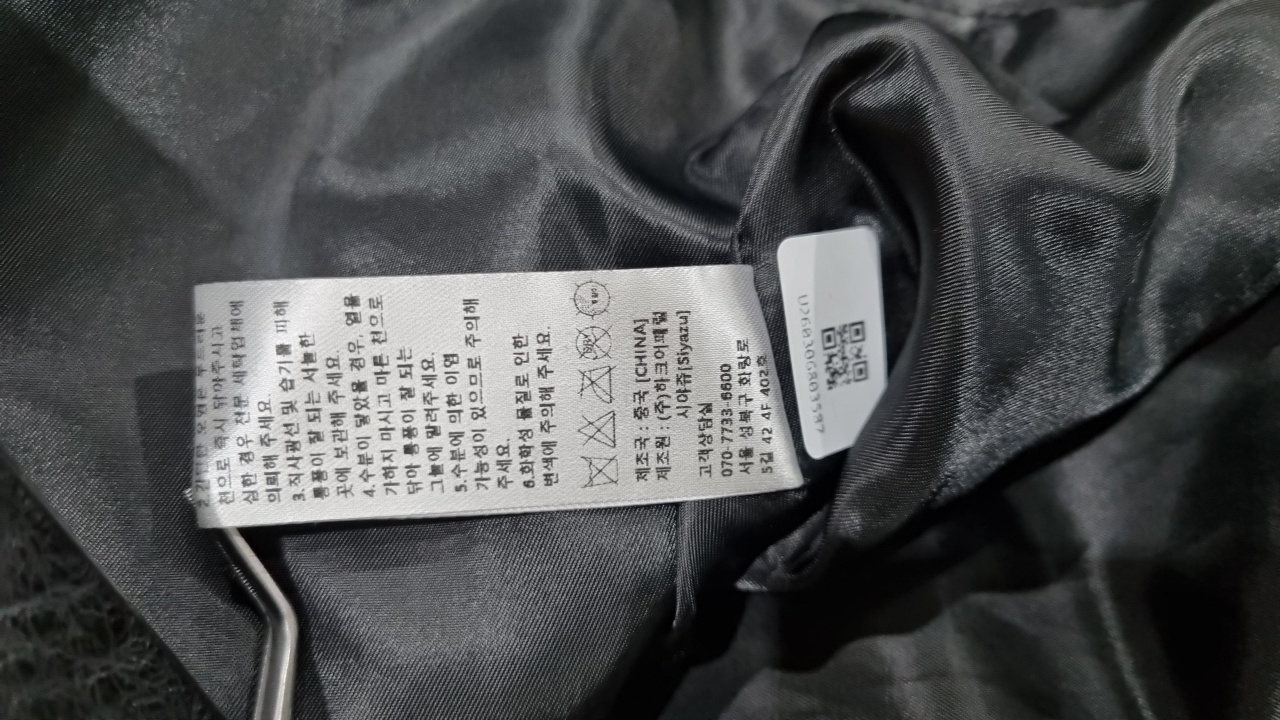 천으로 즉시 닦아주시고
심한 경우 전문 세탁업체에
의뢰해 주세요.
3.직사광선 및 습기를 피해
통풍이 잘 되는 서늘한
곳에 보관해 주세요.
4.수분이 닿았을 경우, 열을
가하지 마시고 마른 천으로
닦아 통풍이 잘 되는
그늘에 말려주세요.
5.수분에 의한 이염
가능성이 있으므로 주의해
주세요.
6.화학성 물질로 인한
변색에 주의해 주세요.
제조국 : 중국 [CHINA]
제조원 : (주)하크어패럴
시야쥬[Siyazu]
고객상담실
070-7733-6600
서울 성북구 화랑로
5길 42 4F 402호